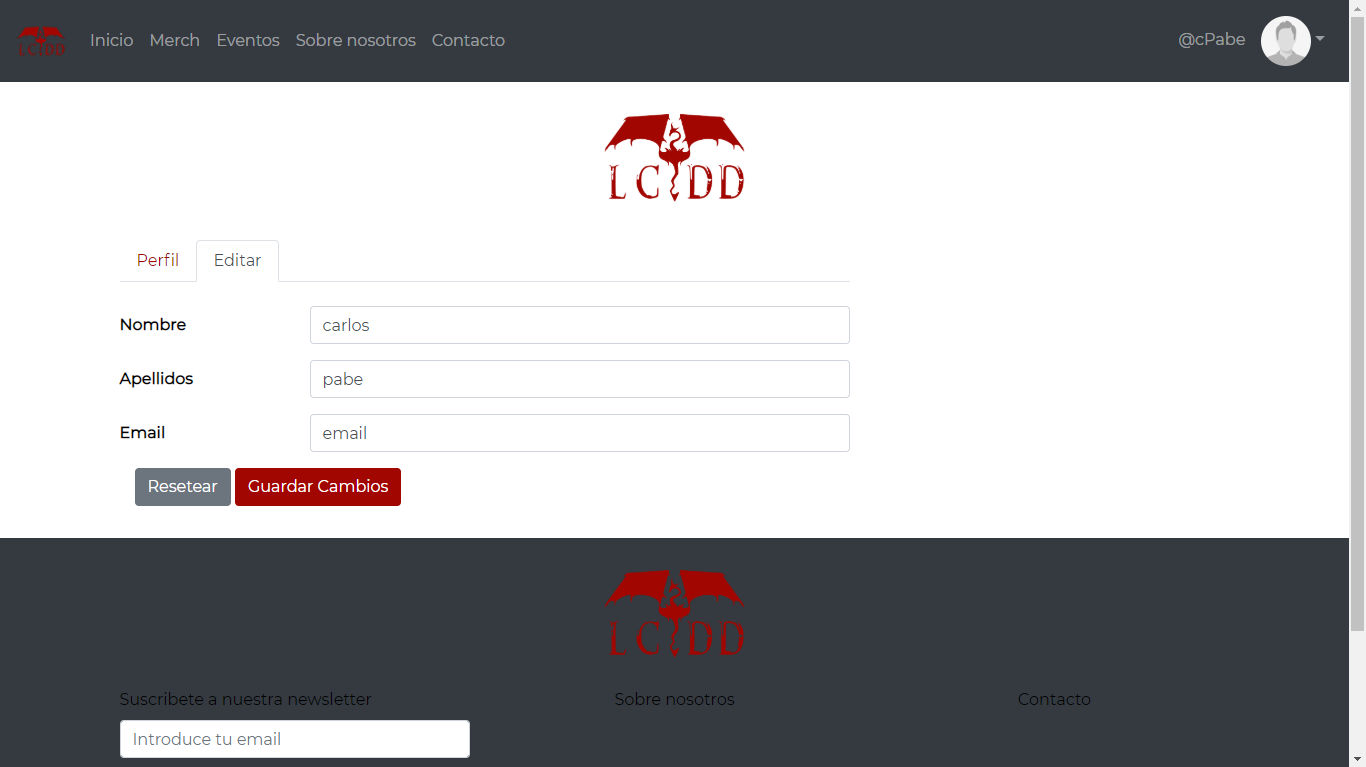 LCDD
Inicio Merch Eventos Sobre nosotros Contacto @cPabe
LCDD
Perfil Editar
Nombre carlos
Apellidos pabe
Email email
Resetear Guardar Cambios
LCDD
Suscribete a nuestra newsletter Sobre nosotros Contacto
Introduce tu email